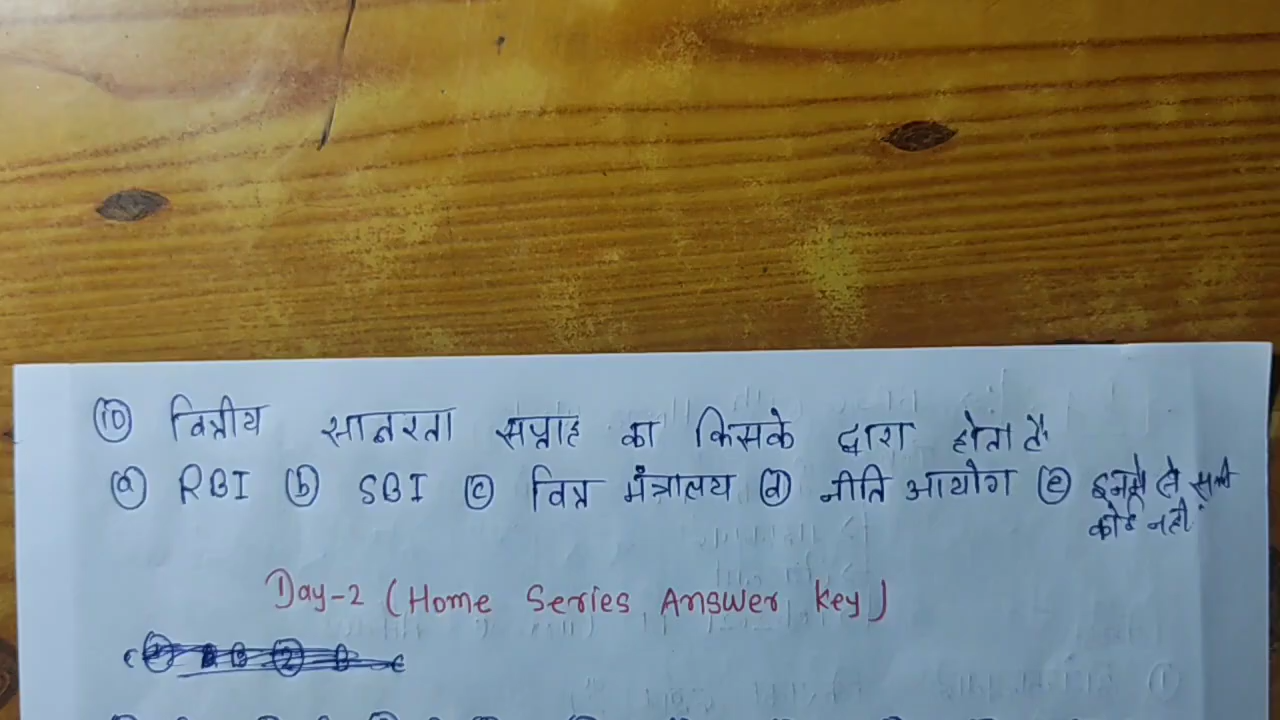 10 वित्तीय साक्षरता सप्ताह का किसके द्वारा होता है
a RBI b SBI c वित्त मंत्रालय d नीति आयोग e इनमें से
कोई नहीं
Day-2 (Home Series Answer key)